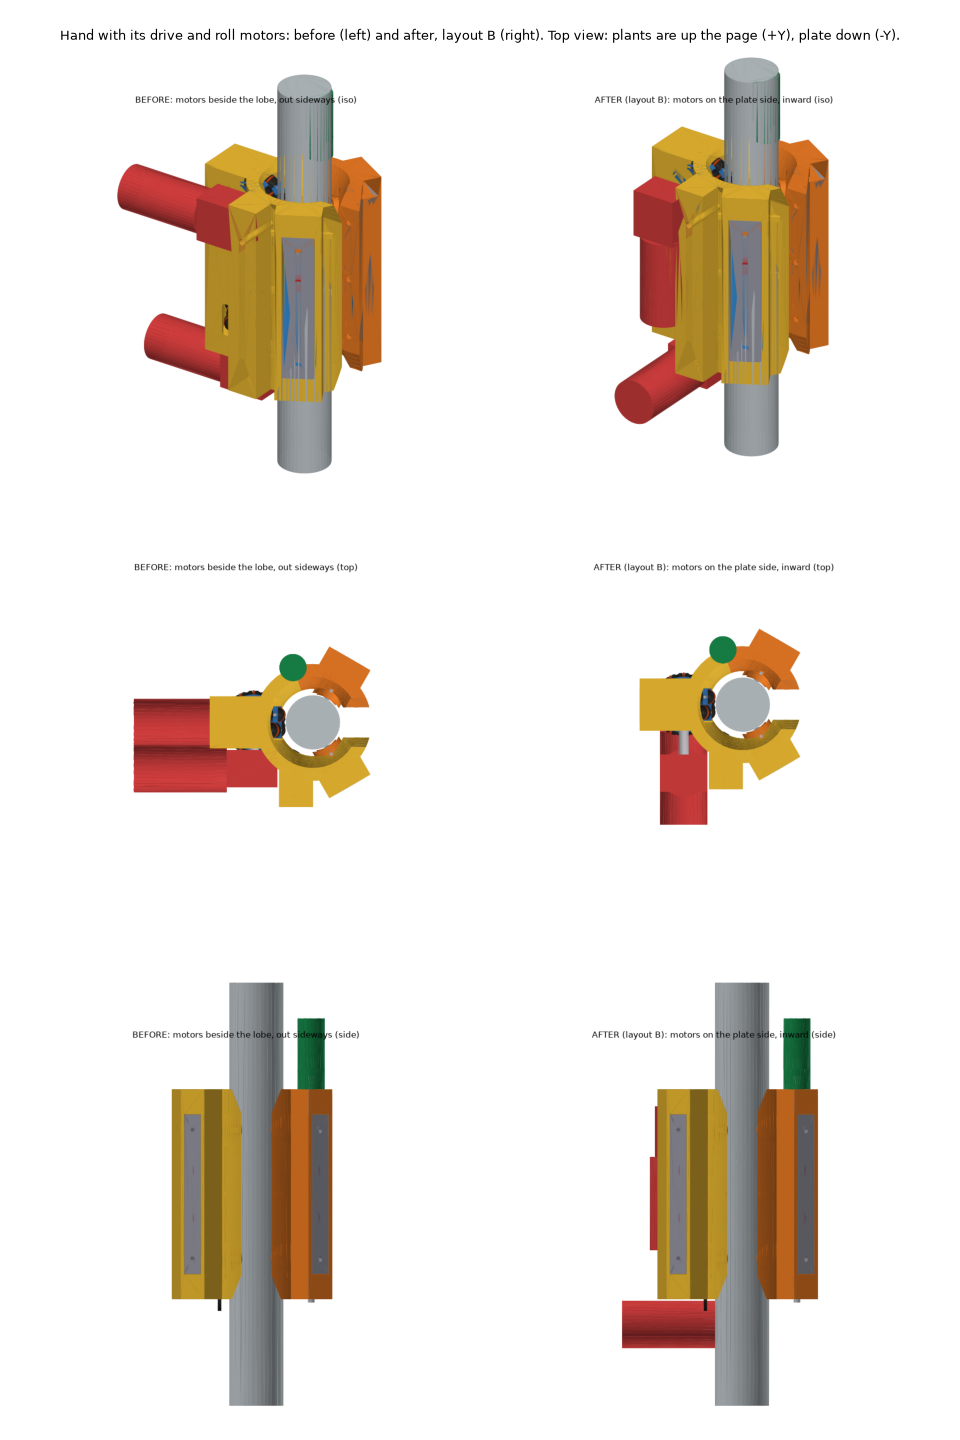 Hand with its drive and roll motors: before (left) and after, layout B (right). Top view: plants are up the page (+Y), plate down (-Y).
BEFORE: motors beside the lobe, out sideways (iso)
AFTER (layout B): motors on the plate side, inward (iso)
BEFORE: motors beside the lobe, out sideways (top)
AFTER (layout B): motors on the plate side, inward (top)
BEFORE: motors beside the lobe, out sideways (side)
AFTER (layout B): motors on the plate side, inward (side)